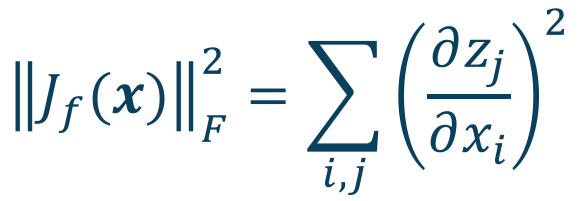 ‖J_f(x)‖_F^2 = ∑_{i,j} (∂z_j/∂x_i)^2